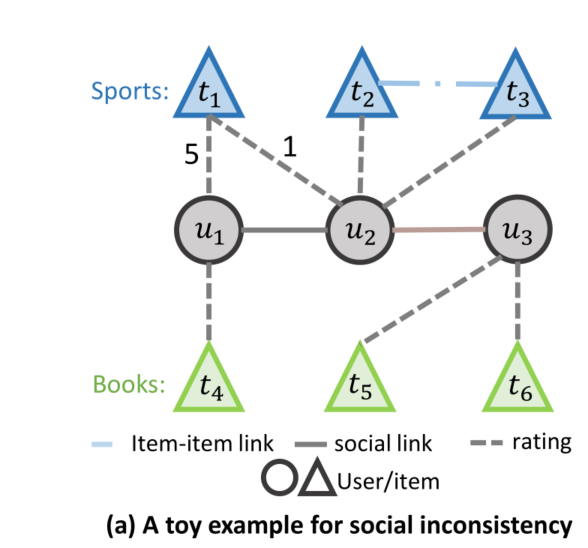 Sports: t₁ t₂ t₃
5 1
u₁ u₂ u₃
Books: t₄ t₅ t₆
Item-item link social link rating
User/item
(a) A toy example for social inconsistency